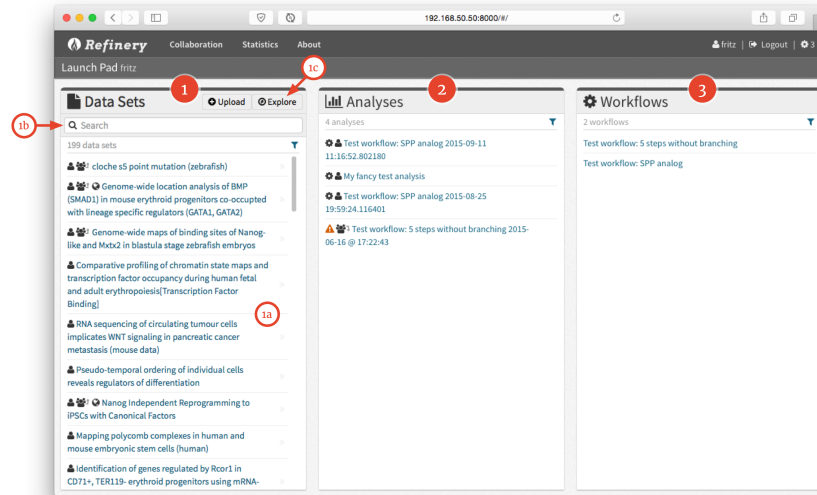 192.168.50.50:8000/#/
Refinery Collaboration Statistics About fritz Logout 3
Launch Pad fritz
1c
1 2 3
Data Sets Upload Explore
Analyses
Workflows
1b
Search
199 data sets
4 analyses
2 workflows
cloche s5 point mutation (zebrafish)
Genome-wide location analysis of BMP
(SMAD1) in mouse erythroid progenitors co-occupted
with lineage specific regulators (GATA1, GATA2)
Genome-wide maps of binding sites of Nanog-
like and Mxtx2 in blastula stage zebrafish embryos
Comparative profiling of chromatin state maps and
transcription factor occupancy during human fetal
and adult erythropoiesis[Transcription Factor
Binding]
1a
RNA sequencing of circulating tumour cells
implicates WNT signaling in pancreatic cancer
metastasis (mouse data)
Pseudo-temporal ordering of individual cells
reveals regulators of differentiation
Nanog Independent Reprogramming to
iPSCs with Canonical Factors
Mapping polycomb complexes in human and
mouse embryonic stem cells (human)
Identification of genes regulated by Rcor1 in
CD71+, TER119- erythroid progenitors using mRNA-
Test workflow: SPP analog 2015-09-11
11:16:52.802180
My fancy test analysis
Test workflow: SPP analog 2015-08-25
19:59:24.116401
Test workflow: 5 steps without branching 2015-
06-16 @ 17:22:43
Test workflow: 5 steps without branching
Test workflow: SPP analog